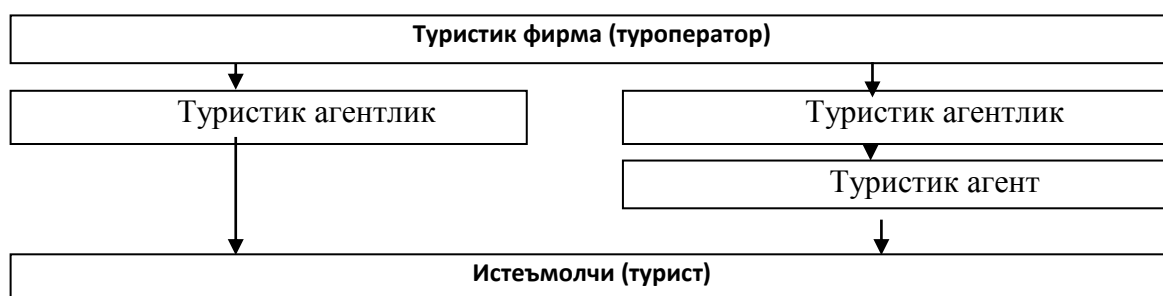 Туристик фирма (туроператор)
Туристик агентлик
Туристик агентлик
Туристик агент
Истеъмолчи (турист)